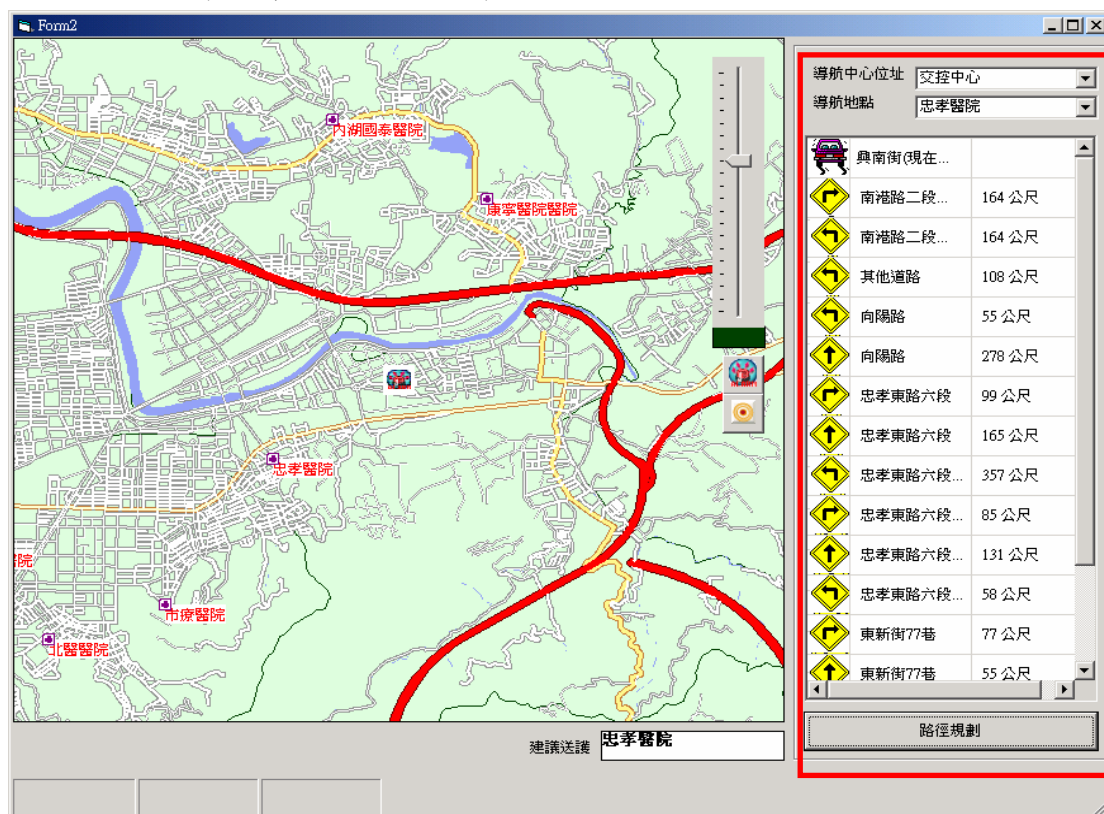 Form2
內湖國泰醫院
康寧醫院醫院
忠孝醫院
院
市療醫院
北醫醫院
建議送護
忠孝醫院
導航中心位址
交控中心
導航地點
忠孝醫院
興南街(現在...
南港路二段... 164 公尺
南港路二段... 164 公尺
其他道路 108 公尺
向陽路 55 公尺
向陽路 278 公尺
忠孝東路六段 99 公尺
忠孝東路六段 165 公尺
忠孝東路六段... 357 公尺
忠孝東路六段... 85 公尺
忠孝東路六段... 131 公尺
忠孝東路六段... 58 公尺
東新街77巷 77 公尺
東新街77巷 55 公尺
路徑規劃